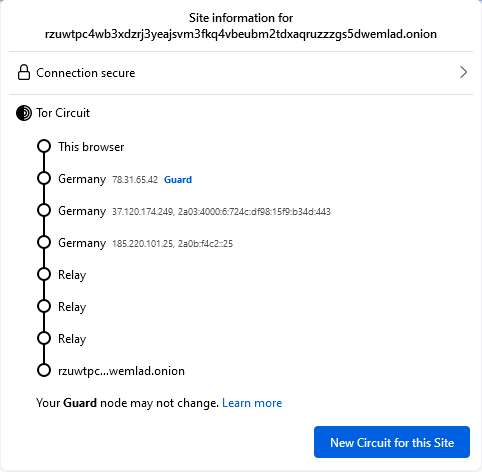 Site information for
rzuwtpc4wb3xdzrj3yeajsvm3fkq4vbeubm2tdxaqruzzzgs5dwemlad.onion
Connection secure
Tor Circuit
This browser
Germany 78.31.65.42 Guard
Germany 37.120.174.249, 2a03:4000:6:724c:df98:15f9:b34d:443
Germany 185.220.101.25, 2a0b:f4c2::25
Relay
Relay
Relay
rzuwtpc...wemlad.onion
Your Guard node may not change. Learn more
New Circuit for this Site